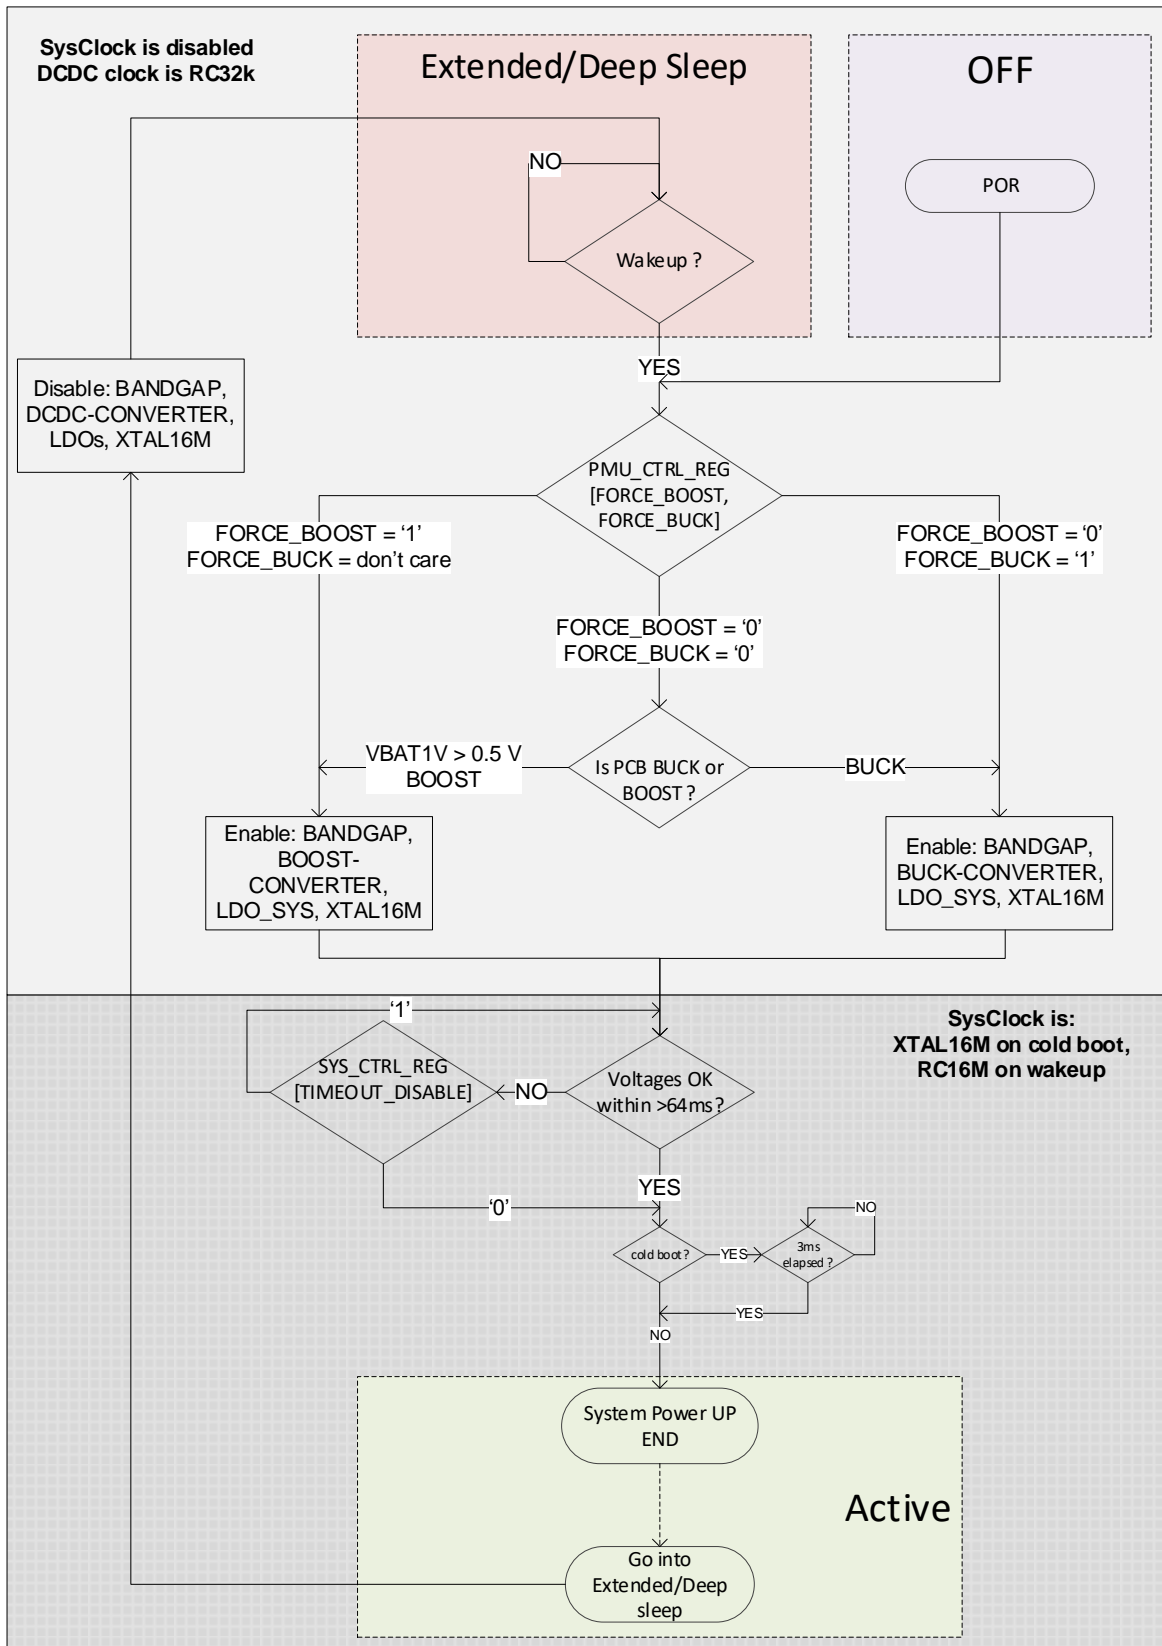 SysClock is disabled
DCDC clock is RC32k
Extended/Deep Sleep
OFF
NO
POR
Wakeup ?
YES
Disable: BANDGAP,
DCDC-CONVERTER,
LDOs, XTAL16M
PMU_CTRL_REG
[FORCE_BOOST,
FORCE_BUCK]
FORCE_BOOST = ‘1’
FORCE_BUCK = don’t care
FORCE_BOOST = ‘0’
FORCE_BUCK = ‘1’
FORCE_BOOST = ‘0’
FORCE_BUCK = ‘0’
VBAT1V > 0.5 V
BOOST
Is PCB BUCK or
BOOST ?
BUCK
Enable: BANDGAP,
BOOST-
CONVERTER,
LDO_SYS, XTAL16M
Enable: BANDGAP,
BUCK-CONVERTER,
LDO_SYS, XTAL16M
‘1’
SysClock is:
XTAL16M on cold boot,
RC16M on wakeup
SYS_CTRL_REG
[TIMEOUT_DISABLE]
NO
Voltages OK
within >64ms?
YES
‘0’
NO
cold boot?
YES
3ms
elapsed ?
YES
NO
System Power UP
END
Active
Go into
Extended/Deep
sleep